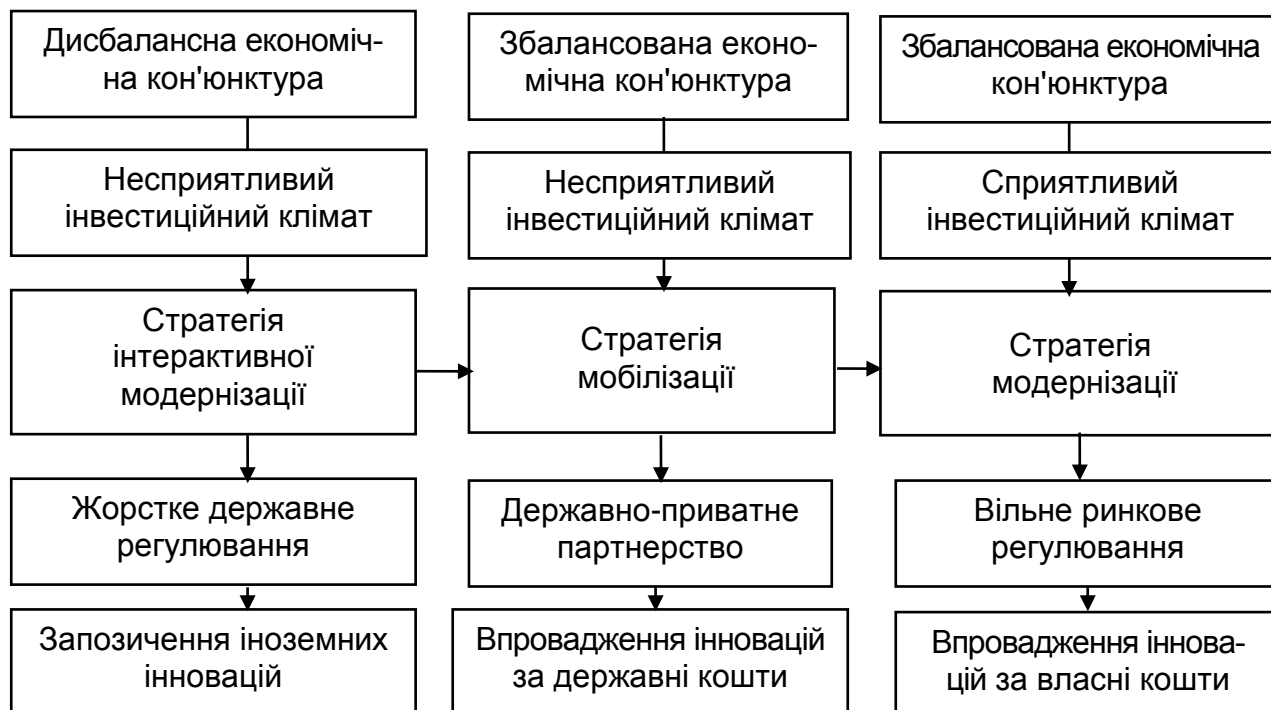 Дисбалансна економіч-
на кон'юнктура
Збалансована еконо-
мічна кон'юнктура
Збалансована економічна
кон'юнктура
Несприятливий
інвестиційний клімат
Несприятливий
інвестиційний клімат
Сприятливий
інвестиційний клімат
Стратегія
інтерактивної
модернізації
Стратегія
мобілізації
Стратегія
модернізації
Жорстке державне
регулювання
Державно-приватне
партнерство
Вільне ринкове
регулювання
Запозичення іноземних
інновацій
Впровадження інновацій
за державні кошти
Впровадження іннова-
цій за власні кошти